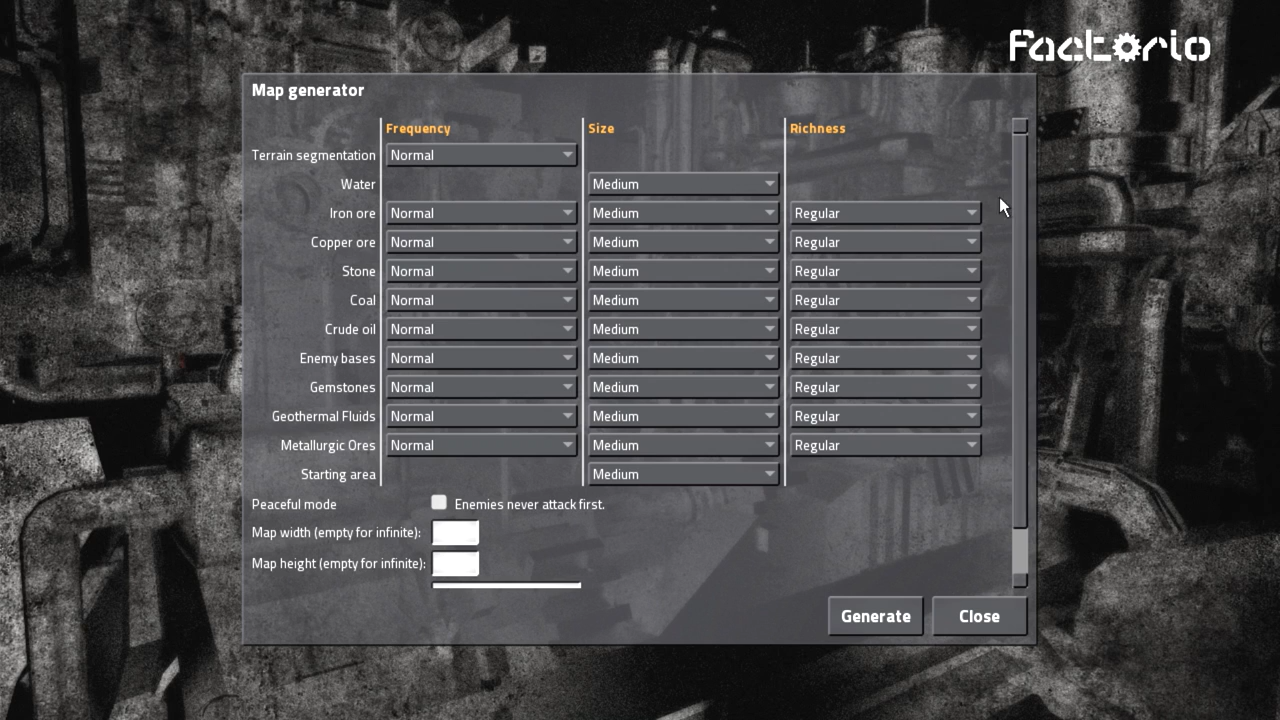 Factorio
Map generator
Frequency Size Richness
Terrain segmentation Normal
Water Medium
Iron ore Normal Medium Regular
Copper ore Normal Medium Regular
Stone Normal Medium Regular
Coal Normal Medium Regular
Crude oil Normal Medium Regular
Enemy bases Normal Medium Regular
Gemstones Normal Medium Regular
Geothermal Fluids Normal Medium Regular
Metallurgic Ores Normal Medium Regular
Starting area Medium
Peaceful mode Enemies never attack first.
Map width (empty for infinite):
Map height (empty for infinite):
Generate Close